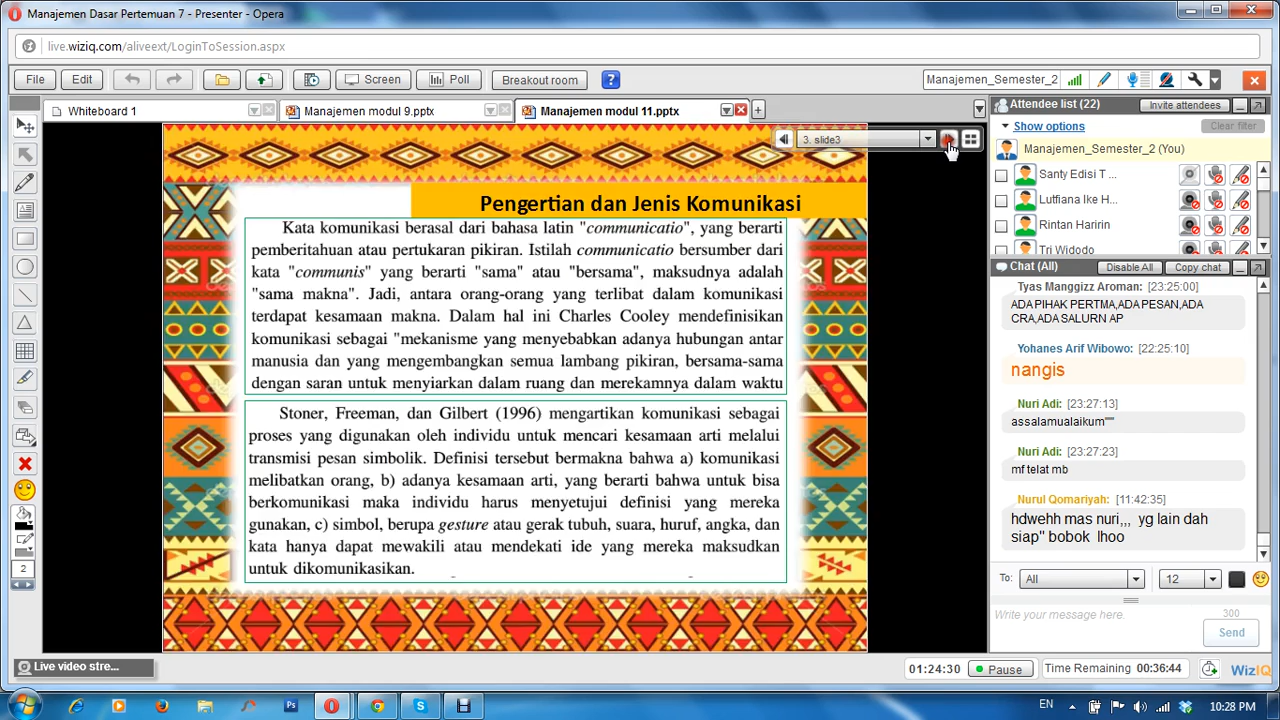 Manajemen Dasar Pertemuan 7 - Presenter - Opera
live.wiziq.com/aliveext/LoginToSession.aspx
File
Edit
Screen
Poll
Breakout room
?
Manajemen_Semester_2
Whiteboard 1
Manajemen modul 9.pptx
Manajemen modul 11.pptx
3. slide3
Pengertian dan Jenis Komunikasi
Kata komunikasi berasal dari bahasa latin "communicatio", yang berarti
pemberitahuan atau pertukaran pikiran. Istilah communicatio bersumber dari
kata "communis" yang berarti "sama" atau "bersama", maksudnya adalah
"sama makna". Jadi, antara orang-orang yang terlibat dalam komunikasi
terdapat kesamaan makna. Dalam hal ini Charles Cooley mendefinisikan
komunikasi sebagai "mekanisme yang menyebabkan adanya hubungan antar
manusia dan yang mengembangkan semua lambang pikiran, bersama-sama
dengan saran untuk menyiarkan dalam ruang dan merekamnya dalam waktu
Stoner, Freeman, dan Gilbert (1996) mengartikan komunikasi sebagai
proses yang digunakan oleh individu untuk mencari kesamaan arti melalui
transmisi pesan simbolik. Definisi tersebut bermakna bahwa a) komunikasi
melibatkan orang, b) adanya kesamaan arti, yang berarti bahwa untuk bisa
berkomunikasi maka individu harus menyetujui definisi yang mereka
gunakan, c) simbol, berupa gesture atau gerak tubuh, suara, huruf, angka, dan
kata hanya dapat mewakili atau mendekati ide yang mereka maksudkan
untuk dikomunikasikan.
2
Attendee list (22)
Invite attendees
Show options
Clear filter
Manajemen_Semester_2 (You)
Santy Edisi T ...
Lutfiana Ike H...
Rintan Haririn
Tri Widodo
Chat (All)
Disable All
Copy chat
Tyas Manggizz Aroman: [23:25:00]
ADA PIHAK PERTMA,ADA PESAN,ADA
CRA,ADA SALURN AP
Yohanes Arif Wibowo: [22:25:10]
nangis
Nuri Adi: [23:27:13]
assalamualaikum""
Nuri Adi: [23:27:23]
mf telat mb
Nurul Qomariyah: [11:42:35]
hdwehh mas nuri,,, yg lain dah
siap" bobok lhoo
To:
All
12
Write your message here.
300
Send
Live video stre...
01:24:30
Pause
Time Remaining 00:36:44
WizIQ
EN
10:28 PM